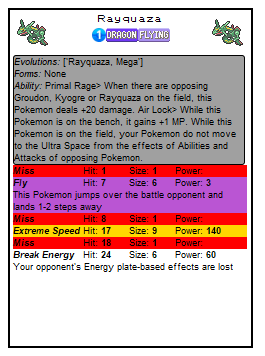 Rayquaza
1 DRAGON FLYING
Evolutions: ['Rayquaza, Mega']
Forms: None
Ability: Primal Rage> When there are opposing
Groudon, Kyogre or Rayquaza on the field, this
Pokemon deals +20 damage. Air Lock> While this
Pokemon is on the bench, it gains +1 MP. While this
Pokemon is on the field, your Pokemon do not move
to the Ultra Space from the effects of Abilities and
Attacks of opposing Pokemon.
Miss Hit: 1 Size: 1 Power:
Fly Hit: 7 Size: 6 Power: 3
This Pokemon jumps over the battle opponent and
lands 1-2 steps away
Miss Hit: 8 Size: 1 Power:
Extreme Speed Hit: 17 Size: 9 Power: 140
Miss Hit: 18 Size: 1 Power:
Break Energy Hit: 24 Size: 6 Power: 60
Your opponent's Energy plate-based effects are lost